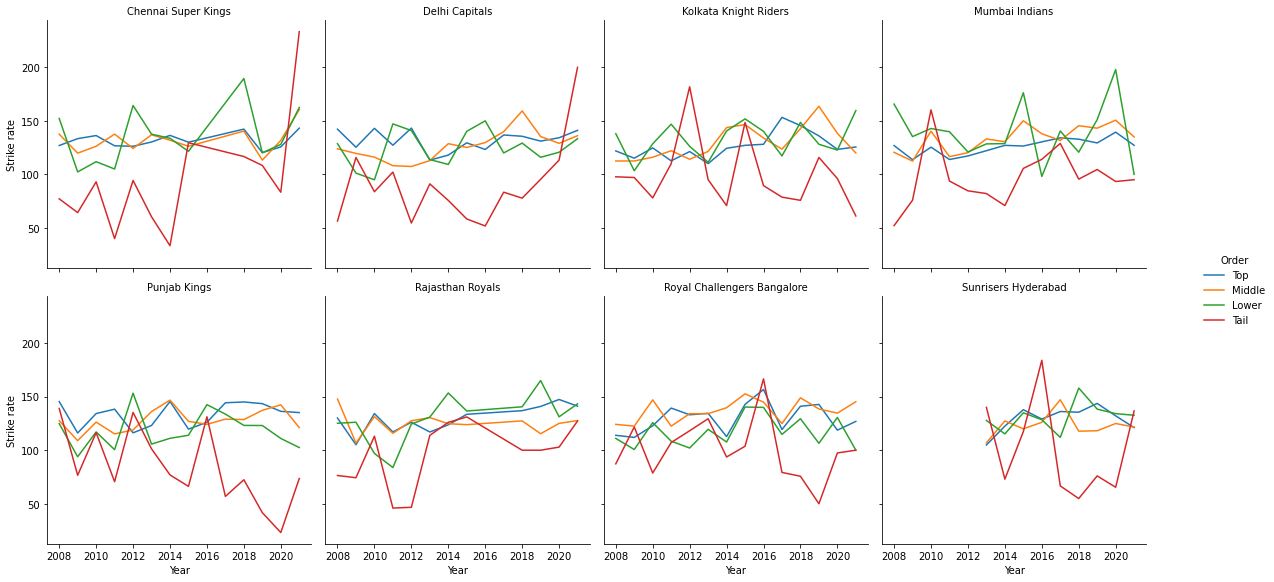 Chennai Super Kings
Delhi Capitals
Kolkata Knight Riders
Mumbai Indians
Strike rate
200
150
100
50
Punjab Kings
Rajasthan Royals
Royal Challengers Bangalore
Sunrisers Hyderabad
Order
Top
Middle
Lower
Tail
Strike rate
200
150
100
50
2008 2010 2012 2014 2016 2018 2020
2008 2010 2012 2014 2016 2018 2020
2008 2010 2012 2014 2016 2018 2020
2008 2010 2012 2014 2016 2018 2020
Year
Year
Year
Year